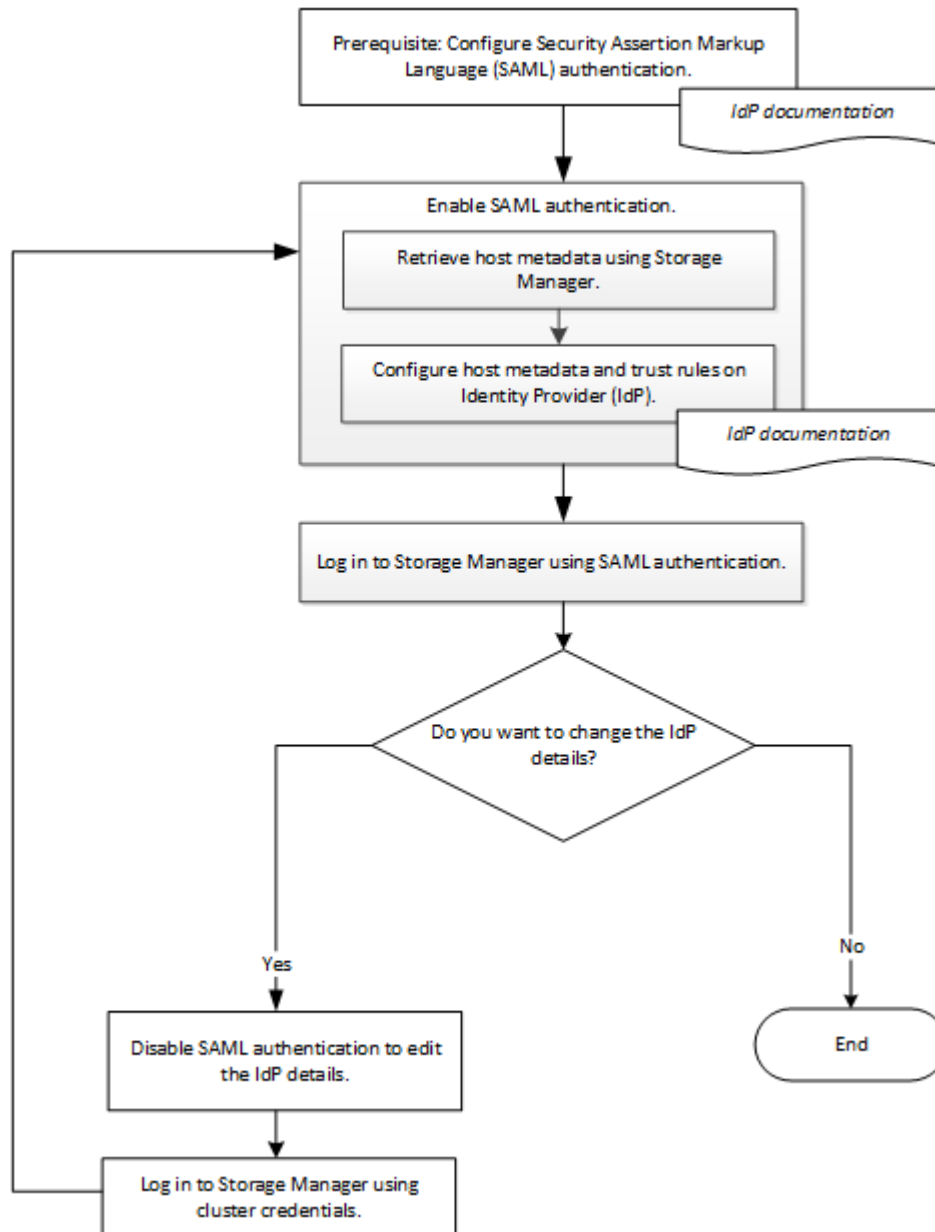 Prerequisite: Configure Security Assertion Markup
Language (SAML) authentication.
IdP documentation
Enable SAML authentication.
Retrieve host metadata using Storage
Manager.
Configure host metadata and trust rules on
Identity Provider (IdP).
IdP documentation
Log in to Storage Manager using SAML authentication.
Do you want to change the IdP
details?
Yes
No
Disable SAML authentication to edit
the IdP details.
End
Log in to Storage Manager using
cluster credentials.